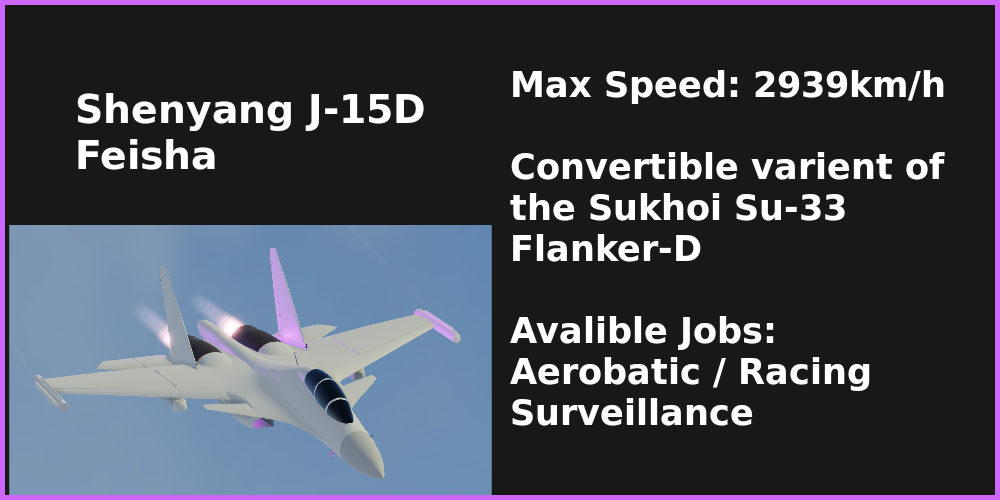 Shenyang J-15D
Feisha
Max Speed: 2939km/h
Convertible varient of
the Sukhoi Su-33
Flanker-D
Avalible Jobs:
Aerobatic / Racing
Surveillance